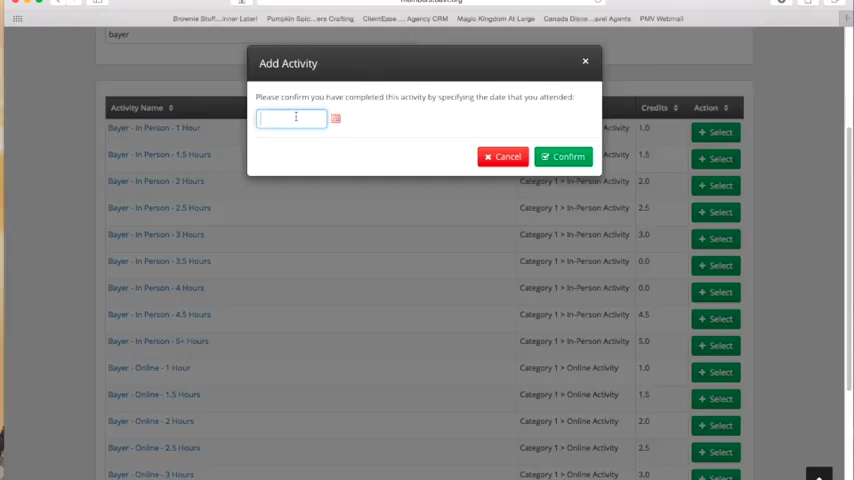 Brownie Stuff...inner Later! Pumpkin Spic...ers Crafting ClientEase ... Agency CRM Magic Kingdom At Large Canada Disne...avel Agents PMV Webmail
bayer
Add Activity ×
Please confirm you have completed this activity by specifying the date that you attended:
Cancel Confirm
Activity Name Credits Action
Bayer - In Person - 1 Hour Activity 1.0 + Select
Bayer - In Person - 1.5 Hours Activity 1.5 + Select
Bayer - In Person - 2 Hours Category 1 > In-Person Activity 2.0 + Select
Bayer - In Person - 2.5 Hours Category 1 > In-Person Activity 2.5 + Select
Bayer - In Person - 3 Hours Category 1 > In-Person Activity 3.0 + Select
Bayer - In Person - 3.5 Hours Category 1 > In-Person Activity 0.0 + Select
Bayer - In Person - 4 Hours Category 1 > In-Person Activity 0.0 + Select
Bayer - In Person - 4.5 Hours Category 1 > In-Person Activity 4.5 + Select
Bayer - In Person - 5+ Hours Category 1 > In-Person Activity 5.0 + Select
Bayer - Online - 1 Hour Category 1 > Online Activity 1.0 + Select
Bayer - Online - 1.5 Hours Category 1 > Online Activity 1.5 + Select
Bayer - Online - 2 Hours Category 1 > Online Activity 2.0 + Select
Bayer - Online - 2.5 Hours Category 1 > Online Activity 2.5 + Select
Bayer - Online - 3 Hours Category 1 > Online Activity 3.0 + Select